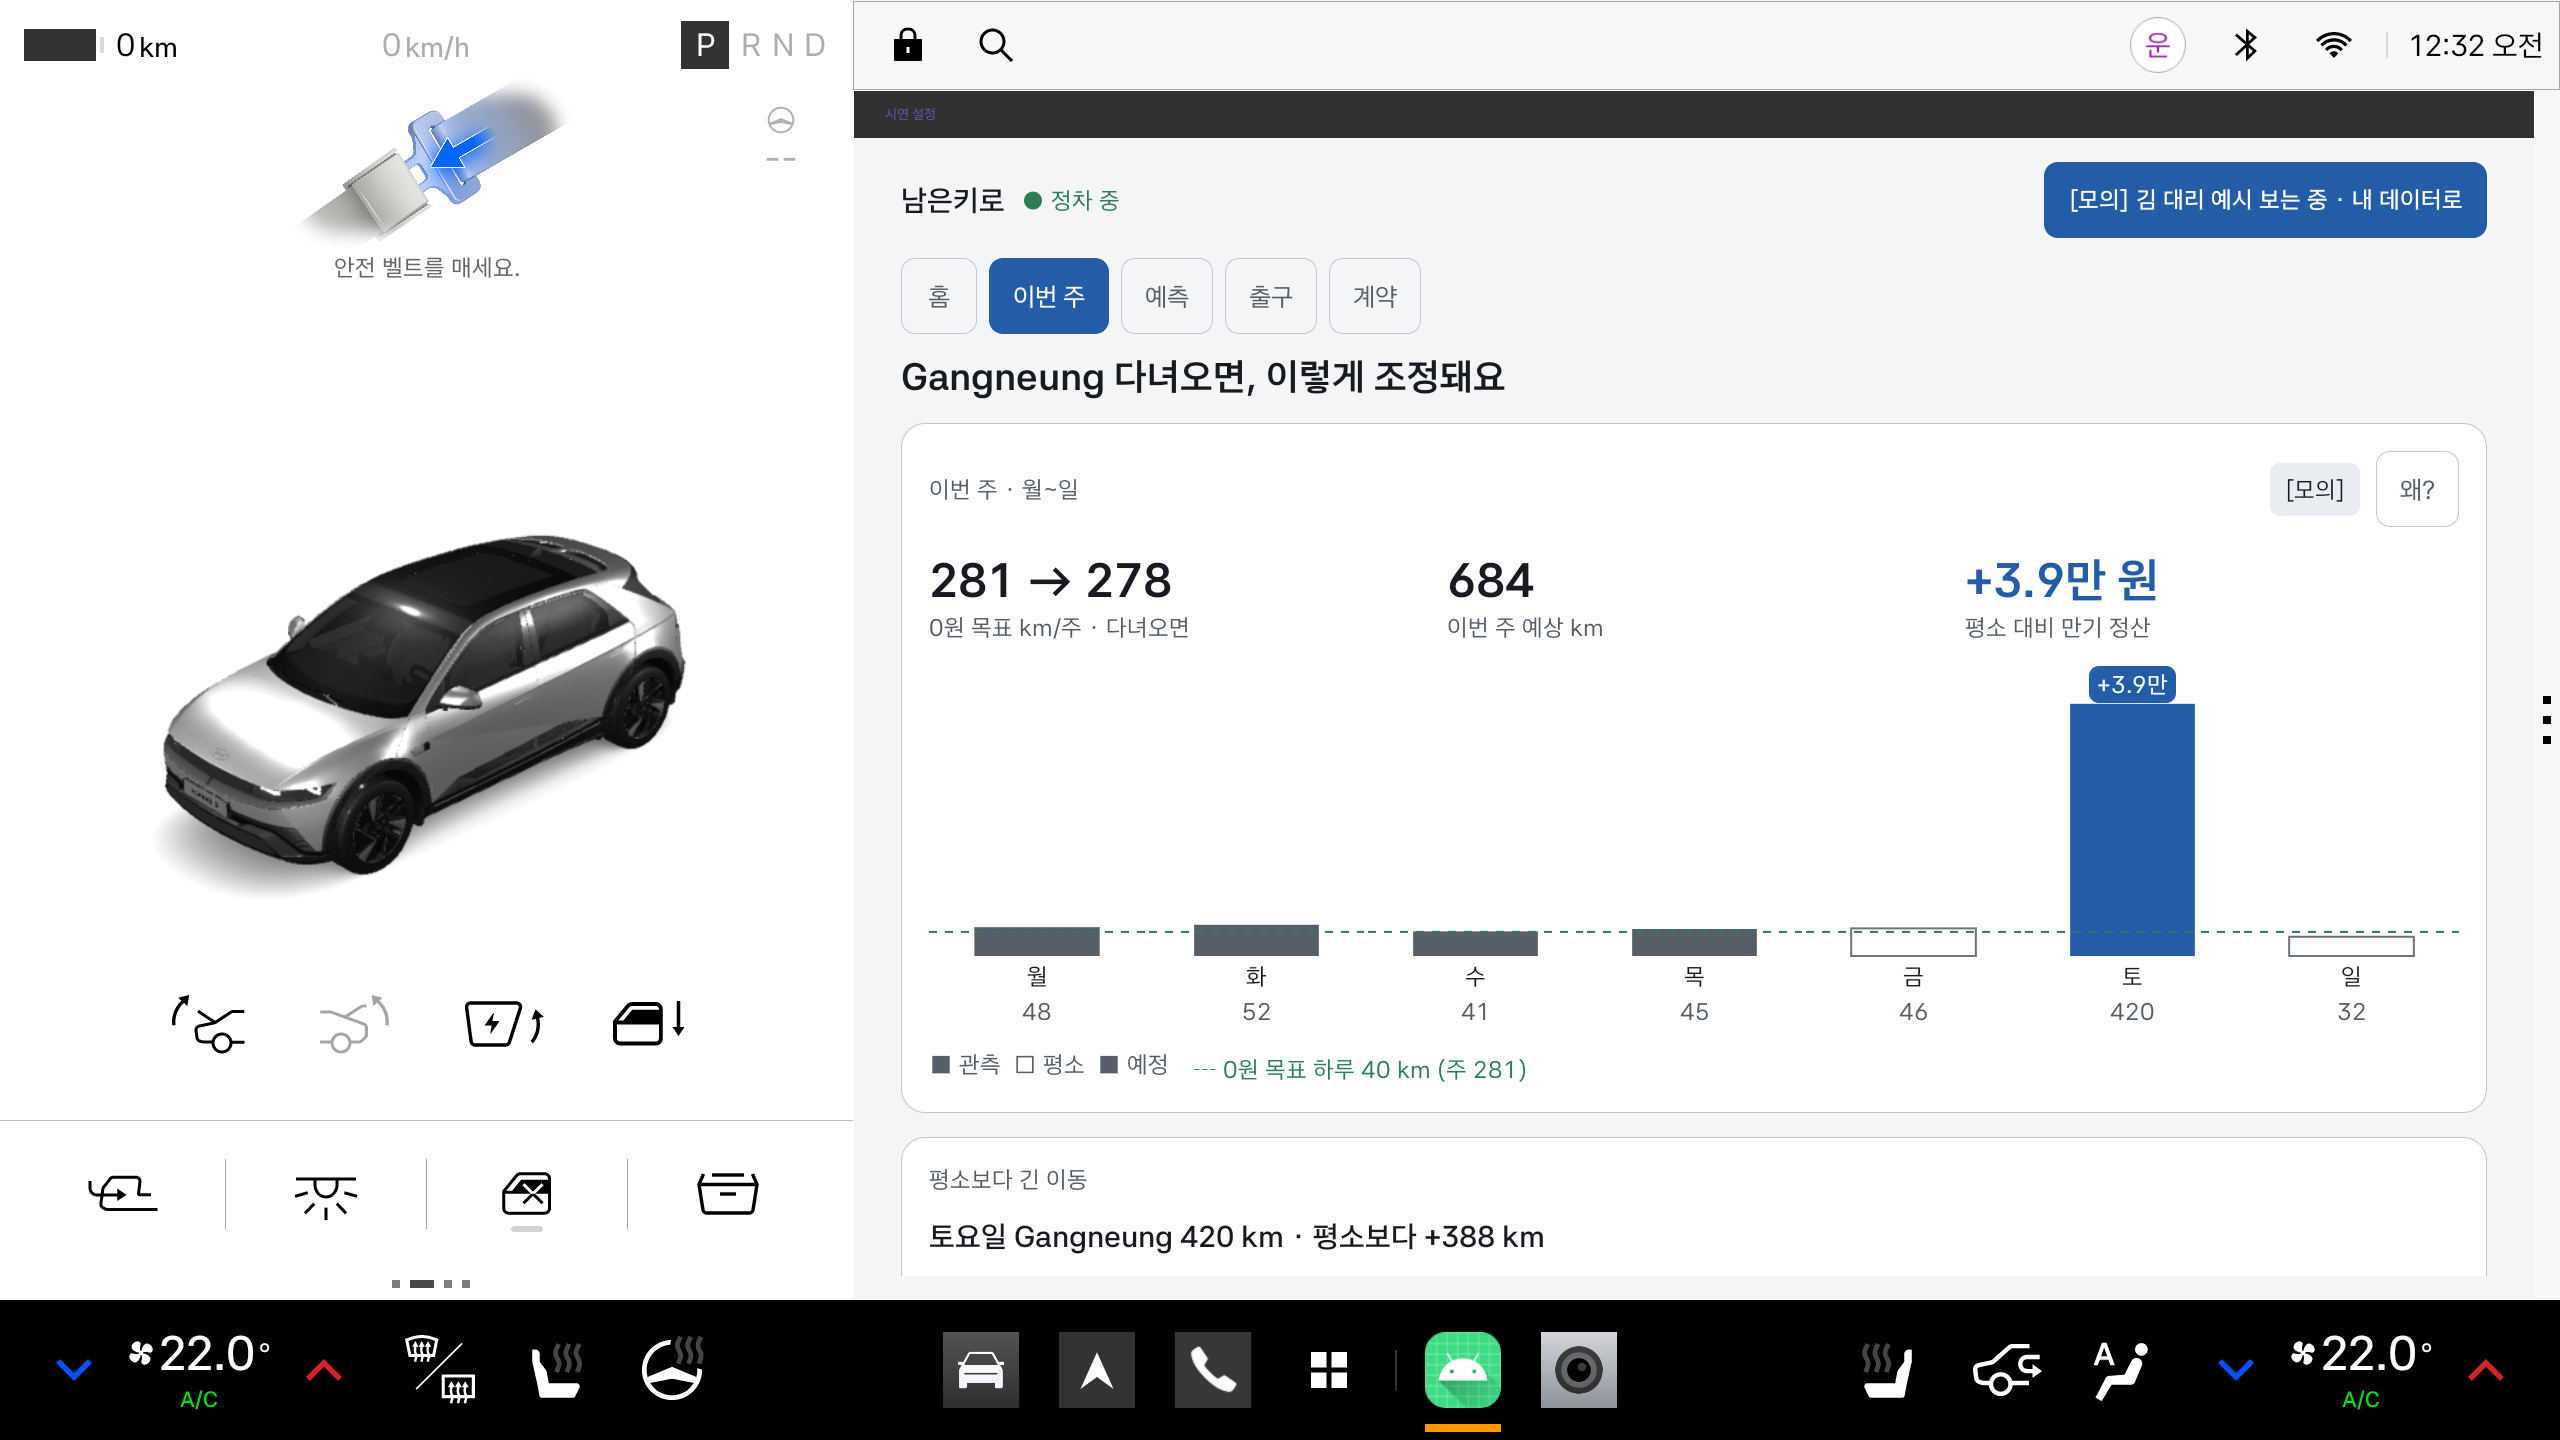 0 km
0 km/h
P R N D
안전 벨트를 매세요.
운
12:32 오전
시연 설정
남은키로
정차 중
[모의] 김 대리 예시 보는 중 · 내 데이터로
홈
이번 주
예측
출구
계약
Gangneung 다녀오면, 이렇게 조정돼요
이번 주 · 월~일
[모의]
왜?
281 → 278
0원 목표 km/주 · 다녀오면
684
이번 주 예상 km
+3.9만 원
평소 대비 만기 정산
+3.9만
월 화 수 목 금 토 일
48 52 41 45 46 420 32
관측 평소 예정 --- 0원 목표 하루 40 km (주 281)
평소보다 긴 이동
토요일 Gangneung 420 km · 평소보다 +388 km
22.0°
A/C
A
22.0°
A/C